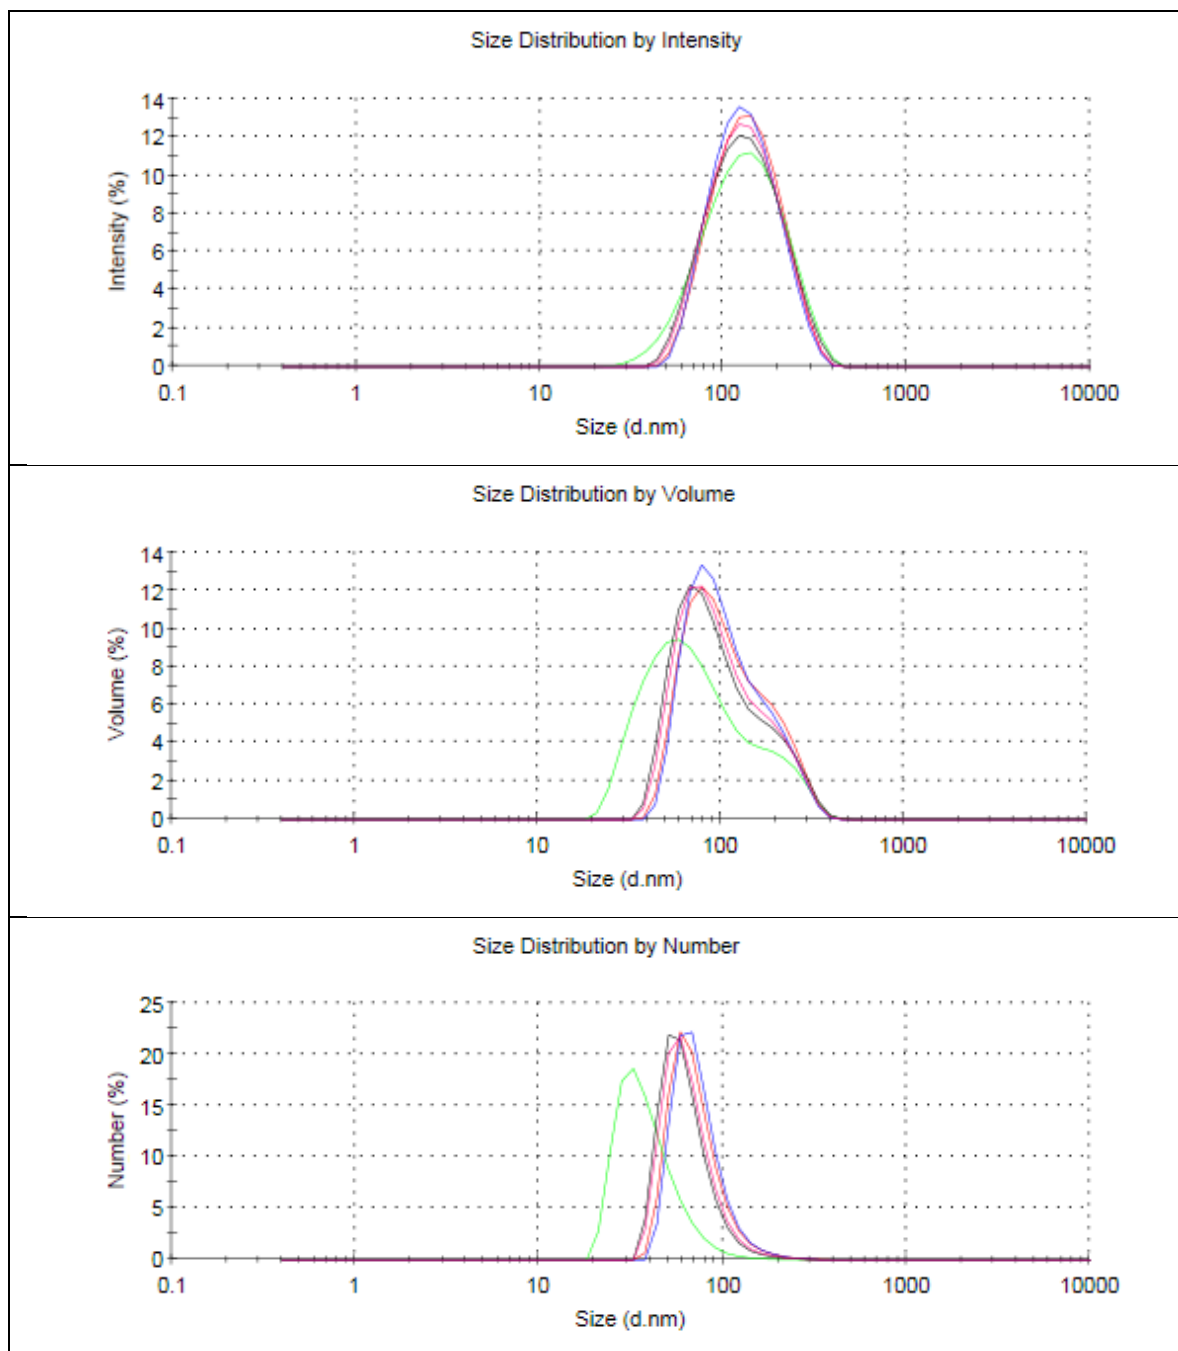 Size Distribution by Intensity
14
12
10
8
6
4
2
0
Intensity (%)
0.1 1 10 100 1000 10000
Size (d.nm)
Size Distribution by Volume
14
12
10
8
6
4
2
0
Volume (%)
0.1 1 10 100 1000 10000
Size (d.nm)
Size Distribution by Number
25
20
15
10
5
0
Number (%)
0.1 1 10 100 1000 10000
Size (d.nm)